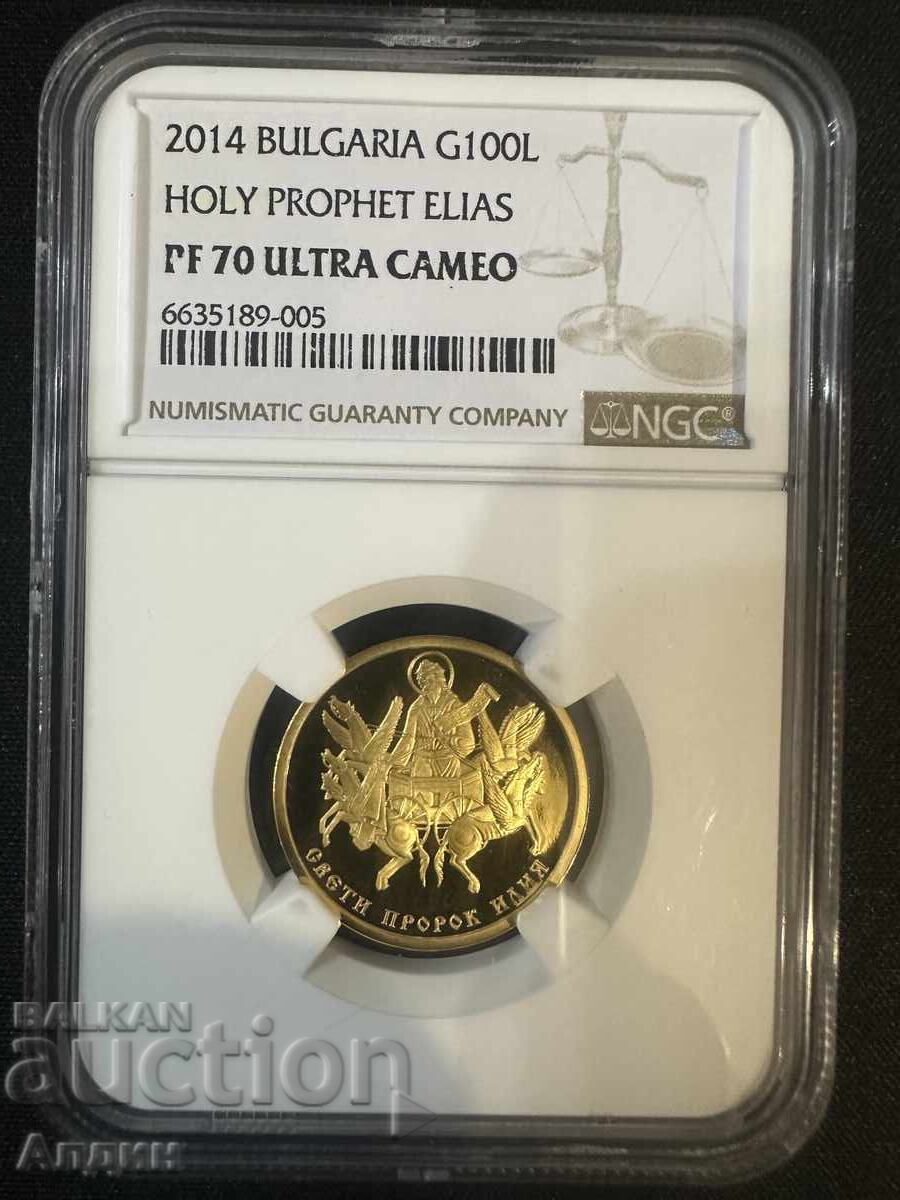 2014 BULGARIA G100L
HOLY PROPHET ELIAS
PF 70 ULTRA CAMEO
6635189-005
NUMISMATIC GUARANTY COMPANY
NGC®
СВЕТИ ПРОРОК ИЛИЯ
BALKAN
auction
Алдин